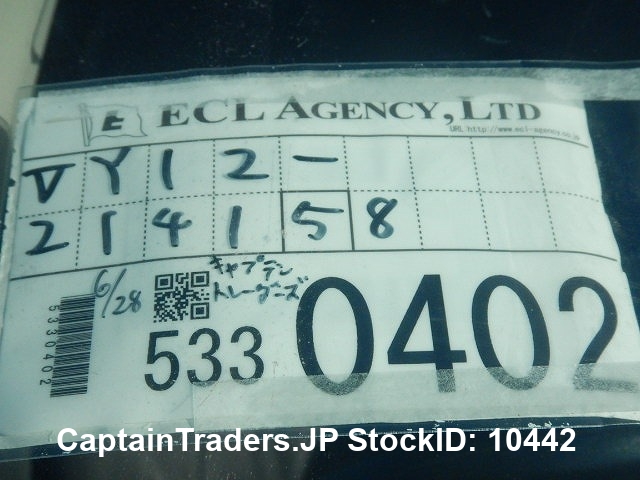 E ECL AGENCY, LTD
URL http://www.ecl-agency.co.jp
VY12-
214158
6/28
キャプテン
トレーダーズ
5330402
533 0402
CaptainTraders.JP StockID: 10442